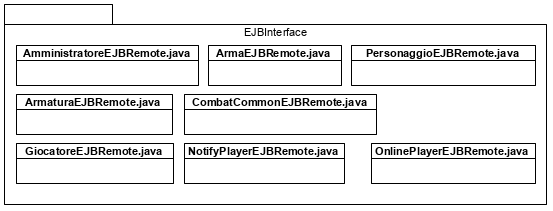 EJBInterface
AmministratoreEJBRemote.java ArmaEJBRemote.java PersonaggioEJBRemote.java
ArmaturaEJBRemote.java CombatCommonEJBRemote.java
GiocatoreEJBRemote.java NotifyPlayerEJBRemote.java OnlinePlayerEJBRemote.java